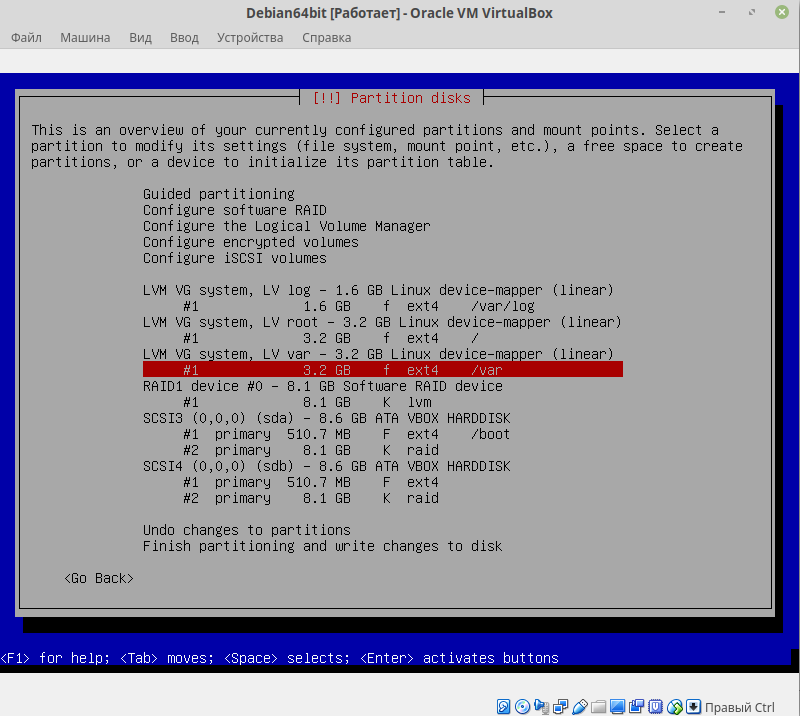 Debian64bit [Работает] - Oracle VM VirtualBox
Файл Машина Вид Ввод Устройства Справка
[!!] Partition disks
This is an overview of your currently configured partitions and mount points. Select a
partition to modify its settings (file system, mount point, etc.), a free space to create
partitions, or a device to initialize its partition table.
Guided partitioning
Configure software RAID
Configure the Logical Volume Manager
Configure encrypted volumes
Configure iSCSI volumes
LVM VG system, LV log - 1.6 GB Linux device-mapper (linear)
#1 1.6 GB f ext4 /var/log
LVM VG system, LV root - 3.2 GB Linux device-mapper (linear)
#1 3.2 GB f ext4 /
LVM VG system, LV var - 3.2 GB Linux device-mapper (linear)
#1 3.2 GB f ext4 /var
RAID1 device #0 - 8.1 GB Software RAID device
#1 8.1 GB K lvm
SCSI3 (0,0,0) (sda) - 8.6 GB ATA VBOX HARDDISK
#1 primary 510.7 MB F ext4 /boot
#2 primary 8.1 GB K raid
SCSI4 (0,0,0) (sdb) - 8.6 GB ATA VBOX HARDDISK
#1 primary 510.7 MB F ext4
#2 primary 8.1 GB K raid
Undo changes to partitions
Finish partitioning and write changes to disk
<Go Back>
<F1> for help; <Tab> moves; <Space> selects; <Enter> activates buttons
Правый Ctrl